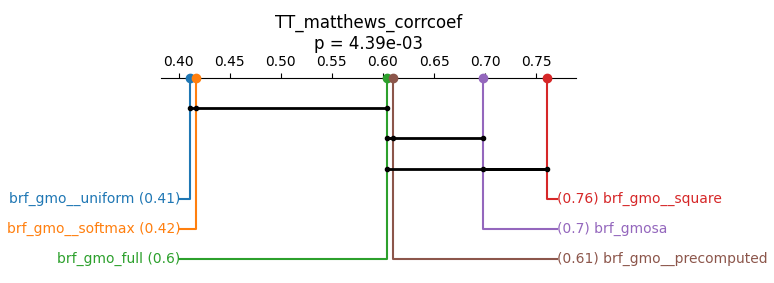 TT_matthews_corrcoef
p = 4.39e-03
0.40 0.45 0.50 0.55 0.60 0.65 0.70 0.75
brf_gmo__uniform (0.41) (0.76) brf_gmo__square
brf_gmo__softmax (0.42) (0.7) brf_gmosa
brf_gmo_full (0.6) (0.61) brf_gmo__precomputed